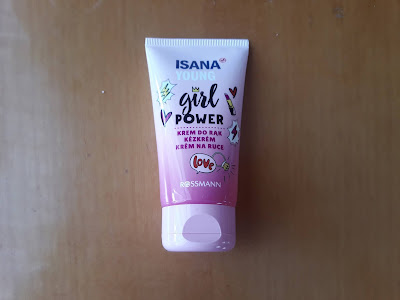 ISANA
YOUNG
girl
POWER
KREM DO RĄK
KÉZKRÉM
KRÉM NA RUCE
LOVE
ROSSMANN